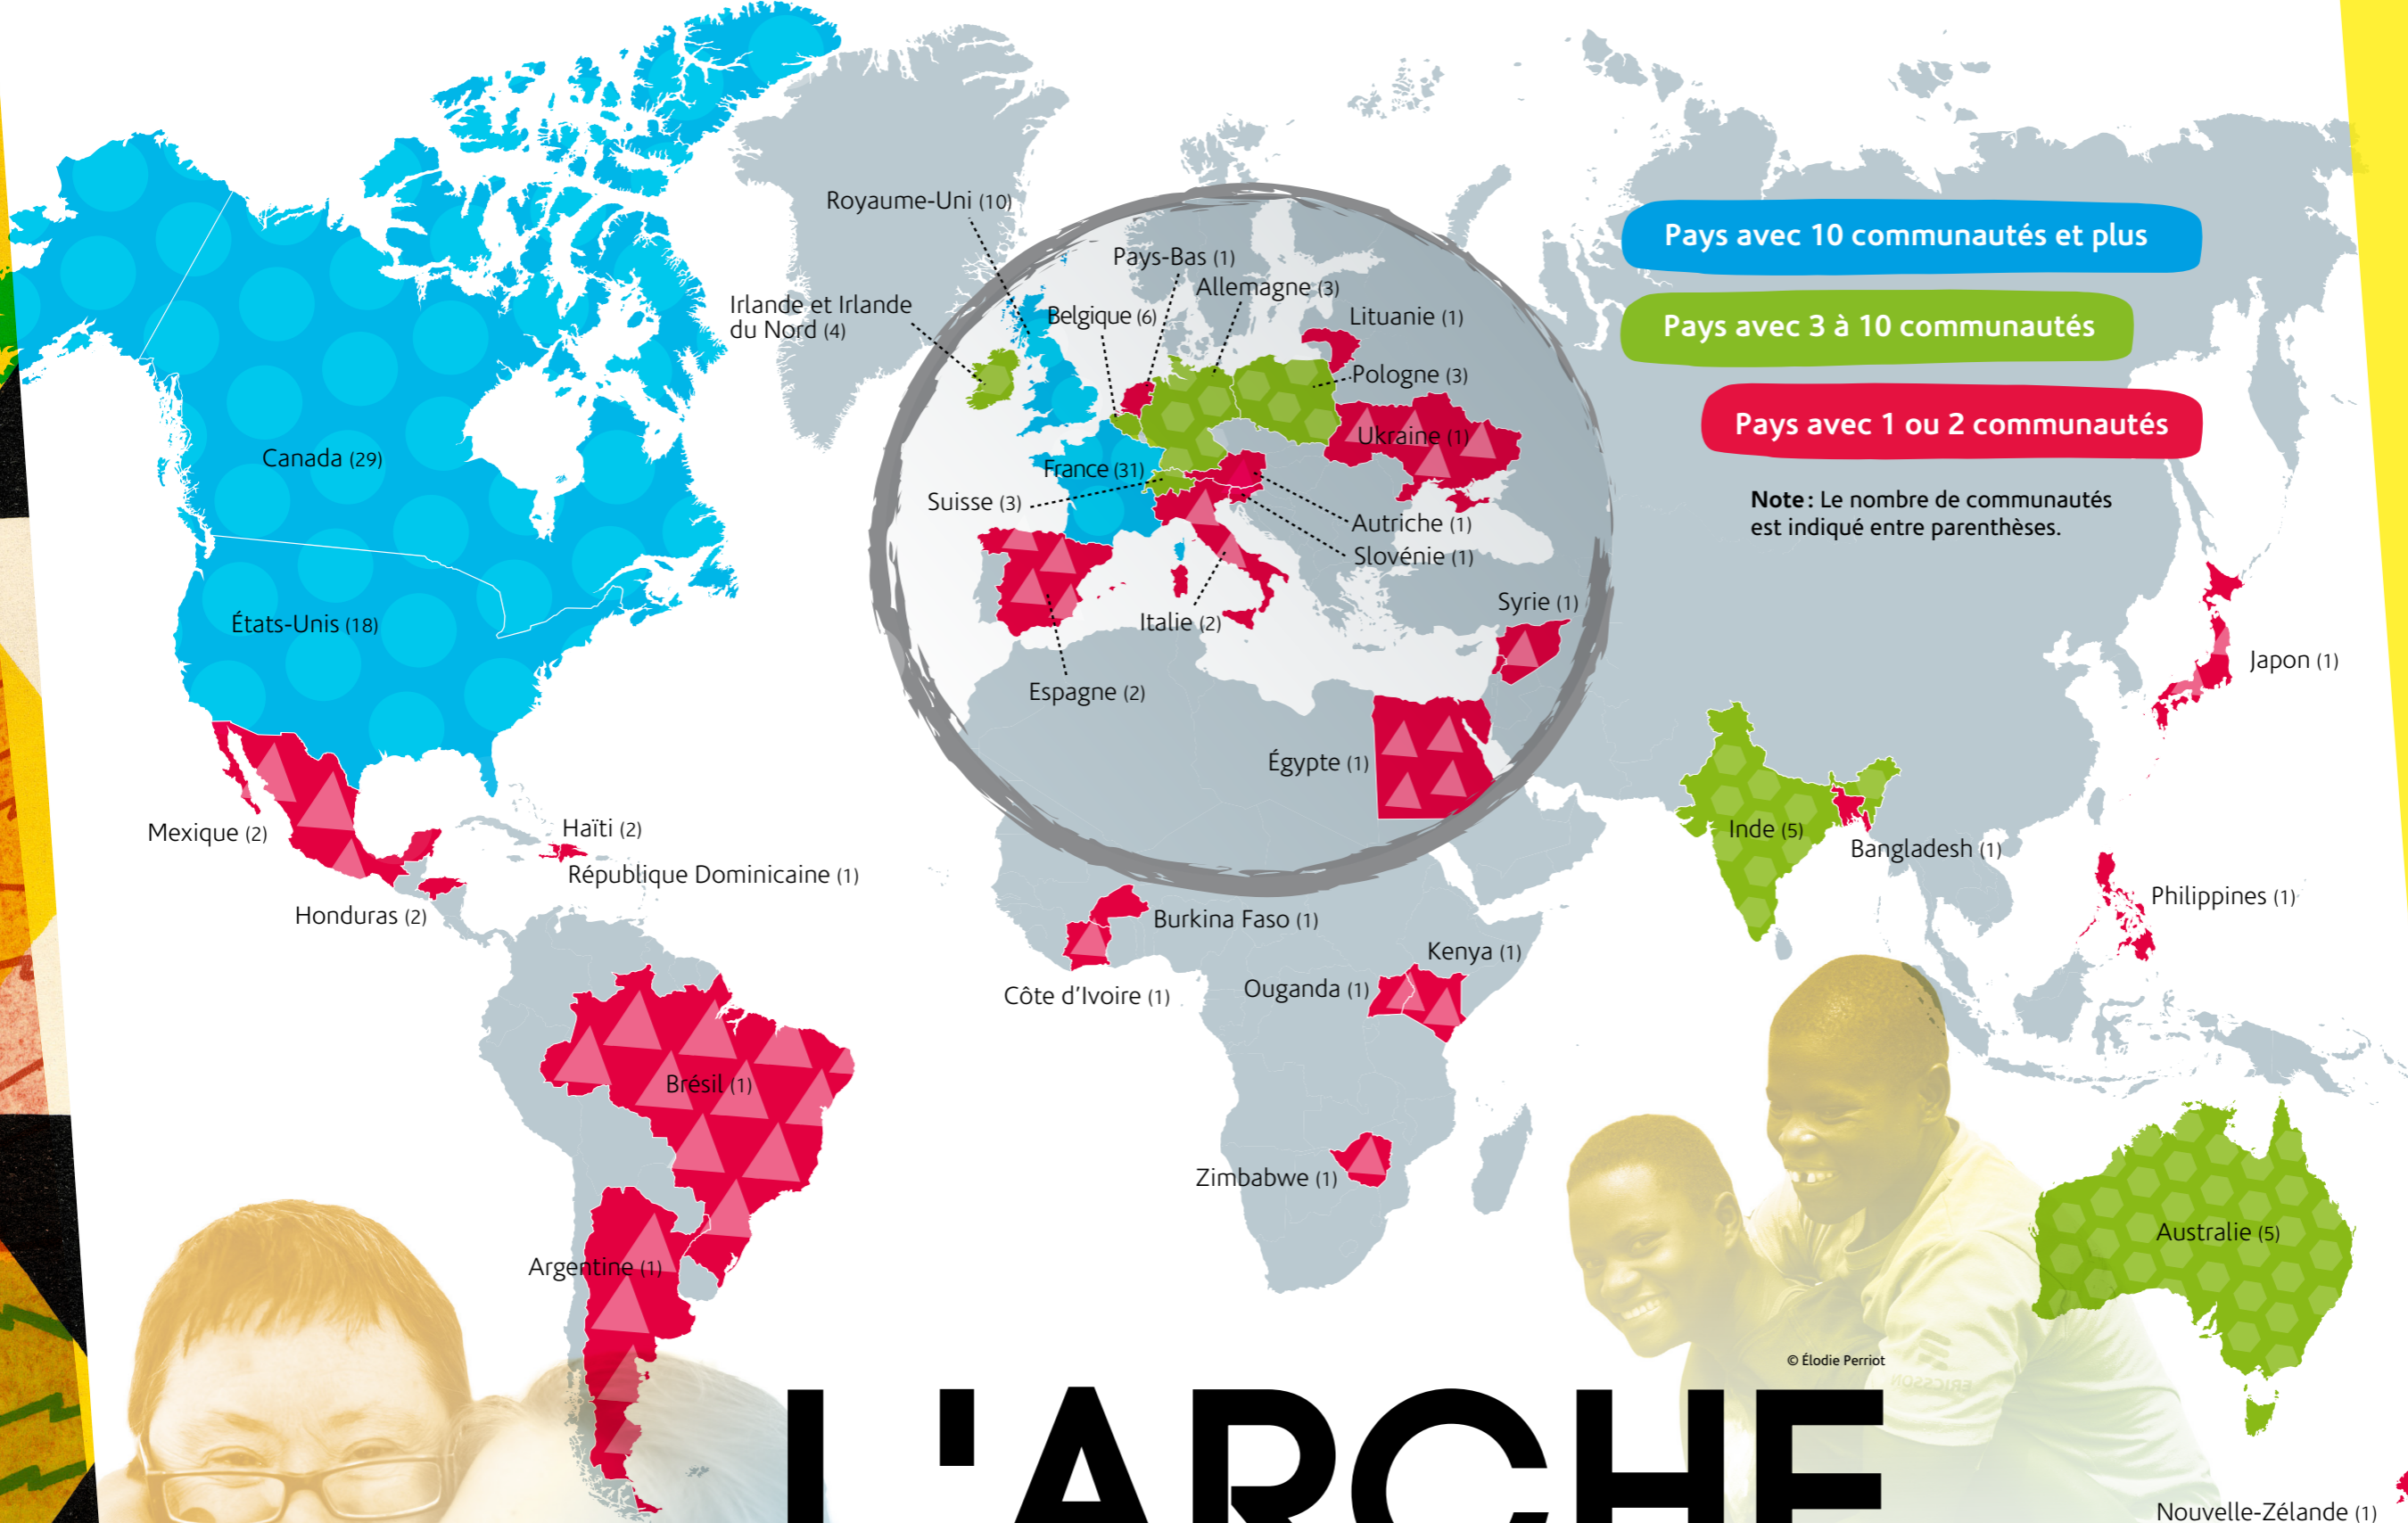 Royaume-Uni (10)
Pays-Bas (1)
Allemagne (3)
Irlande et Irlande
du Nord (4)
Belgique (6)
Lituanie (1)
Pologne (3)
Ukraine (1)
Canada (29)
France (31)
Suisse (3)
Autriche (1)
Slovénie (1)
États-Unis (18)
Italie (2)
Syrie (1)
Espagne (2)
Égypte (1)
Pays avec 10 communautés et plus
Pays avec 3 à 10 communautés
Pays avec 1 ou 2 communautés
Note : Le nombre de communautés
est indiqué entre parenthèses.
Japon (1)
Mexique (2)
Haïti (2)
République Dominicaine (1)
Honduras (2)
Inde (5)
Bangladesh (1)
Philippines (1)
Burkina Faso (1)
Kenya (1)
Côte d'Ivoire (1)
Ouganda (1)
Brésil (1)
Zimbabwe (1)
Argentine (1)
Australie (5)
© Élodie Perriot
ERICSSON
L'ARCHE
Nouvelle-Zélande (1)